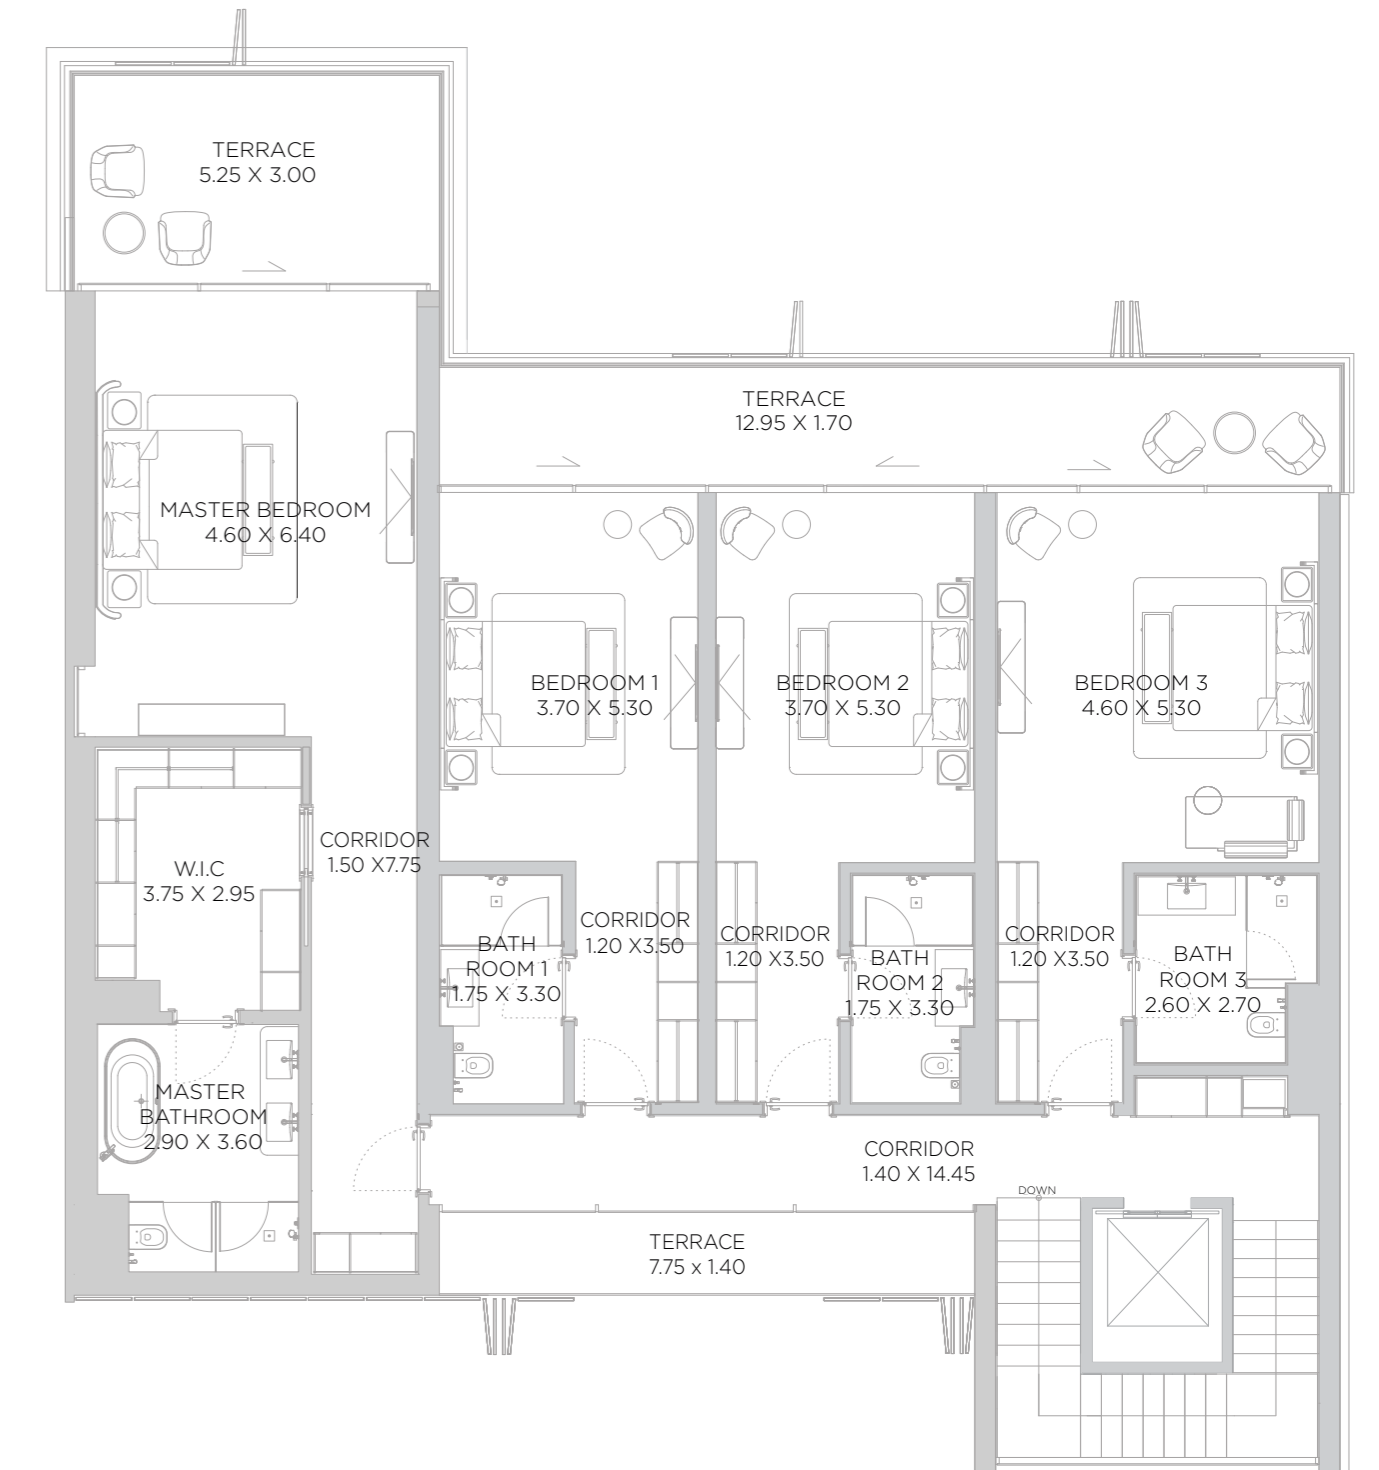 TERRACE
5.25 X 3.00
TERRACE
12.95 X 1.70
MASTER BEDROOM
4.60 X 6.40
BEDROOM 1
3.70 X 5.30
BEDROOM 2
3.70 X 5.30
BEDROOM 3
4.60 X 5.30
CORRIDOR
1.50 X7.75
W.I.C
3.75 X 2.95
CORRIDOR
1.20 X3.50
BATH
ROOM 1
1.75 X 3.30
CORRIDOR
1.20 X3.50
BATH
ROOM 2
1.75 X 3.30
CORRIDOR
1.20 X3.50
BATH
ROOM 3
2.60 X 2.70
MASTER
BATHROOM
2.90 X 3.60
CORRIDOR
1.40 X 14.45
DOWN
TERRACE
7.75 x 1.40